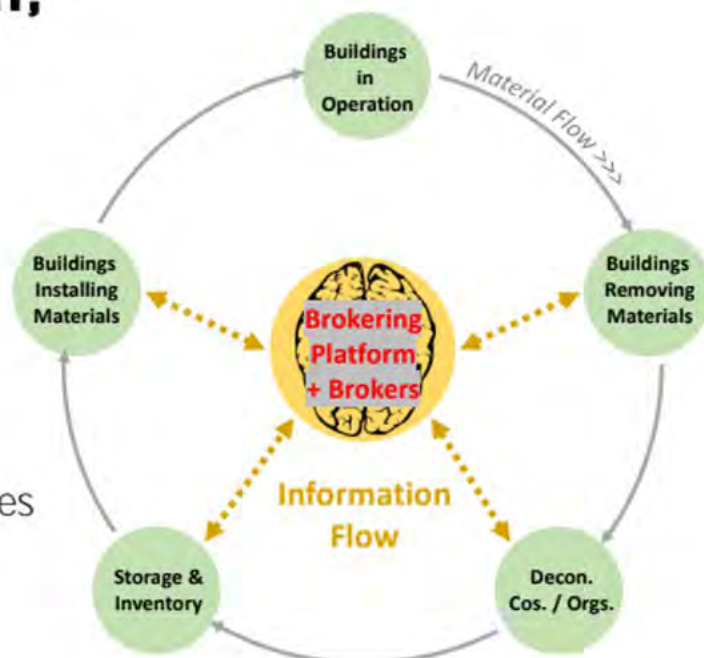 Buildings
in
Operation
Material Flow >>>
Buildings
Installing
Materials
Buildings
Removing
Materials
Brokering
Platform
+ Brokers
Information
Flow
es
Storage &
Inventory
Decon.
Cos. / Orgs.